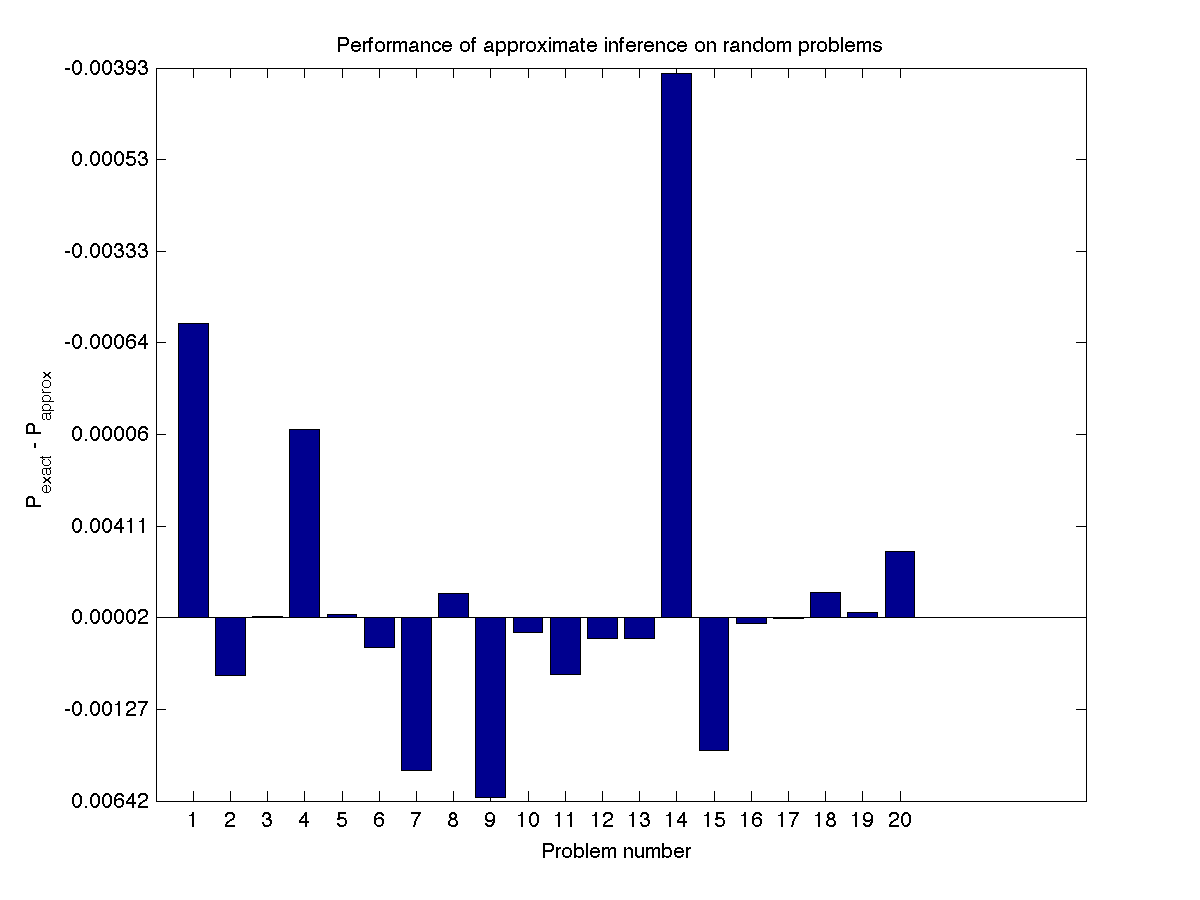 Performance of approximate inference on random problems
-0.00393
0.00053
-0.00333
-0.00064
0.00006
0.00411
0.00002
-0.00127
0.00642
P_exact - P_approx
1 2 3 4 5 6 7 8 9 10 11 12 13 14 15 16 17 18 19 20
Problem number